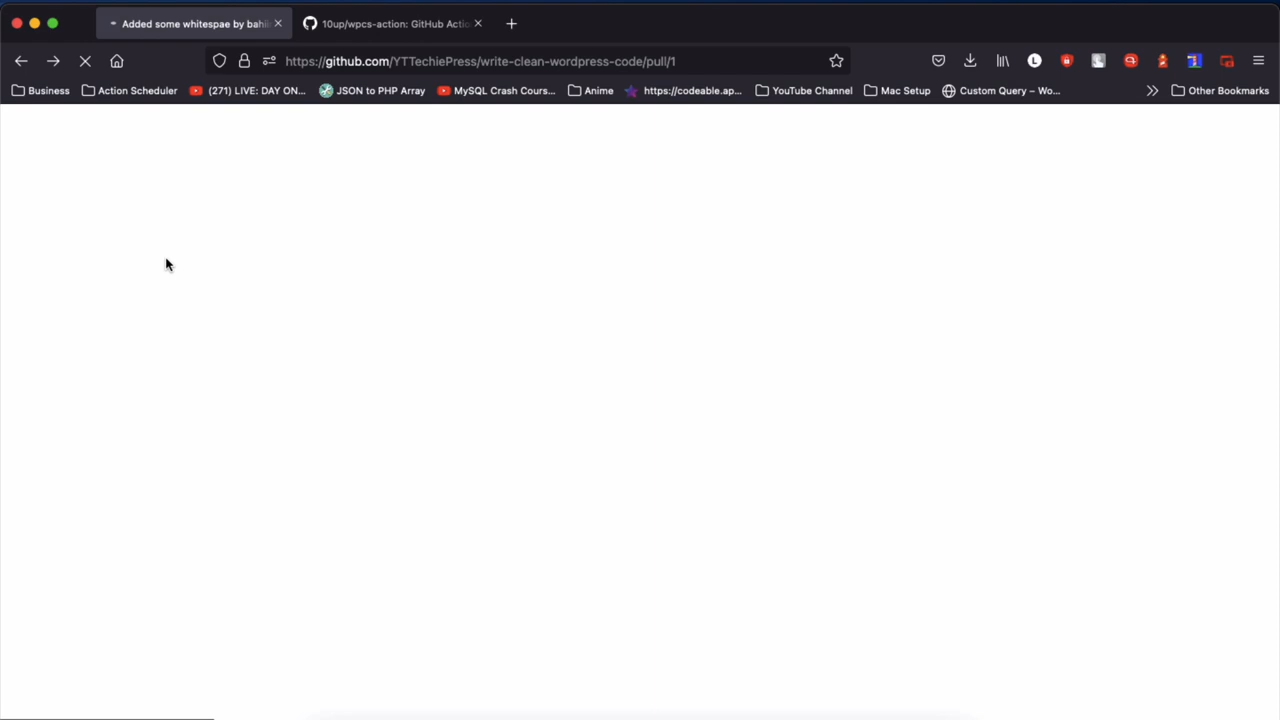 Added some whitespae by bahii
10up/wpcs-action: GitHub Actio
https://github.com/YTTechiePress/write-clean-wordpress-code/pull/1
L
Business
Action Scheduler
(271) LIVE: DAY ON...
JSON to PHP Array
MySQL Crash Cours...
Anime
https://codeable.ap...
YouTube Channel
Mac Setup
Custom Query – Wo...
Other Bookmarks